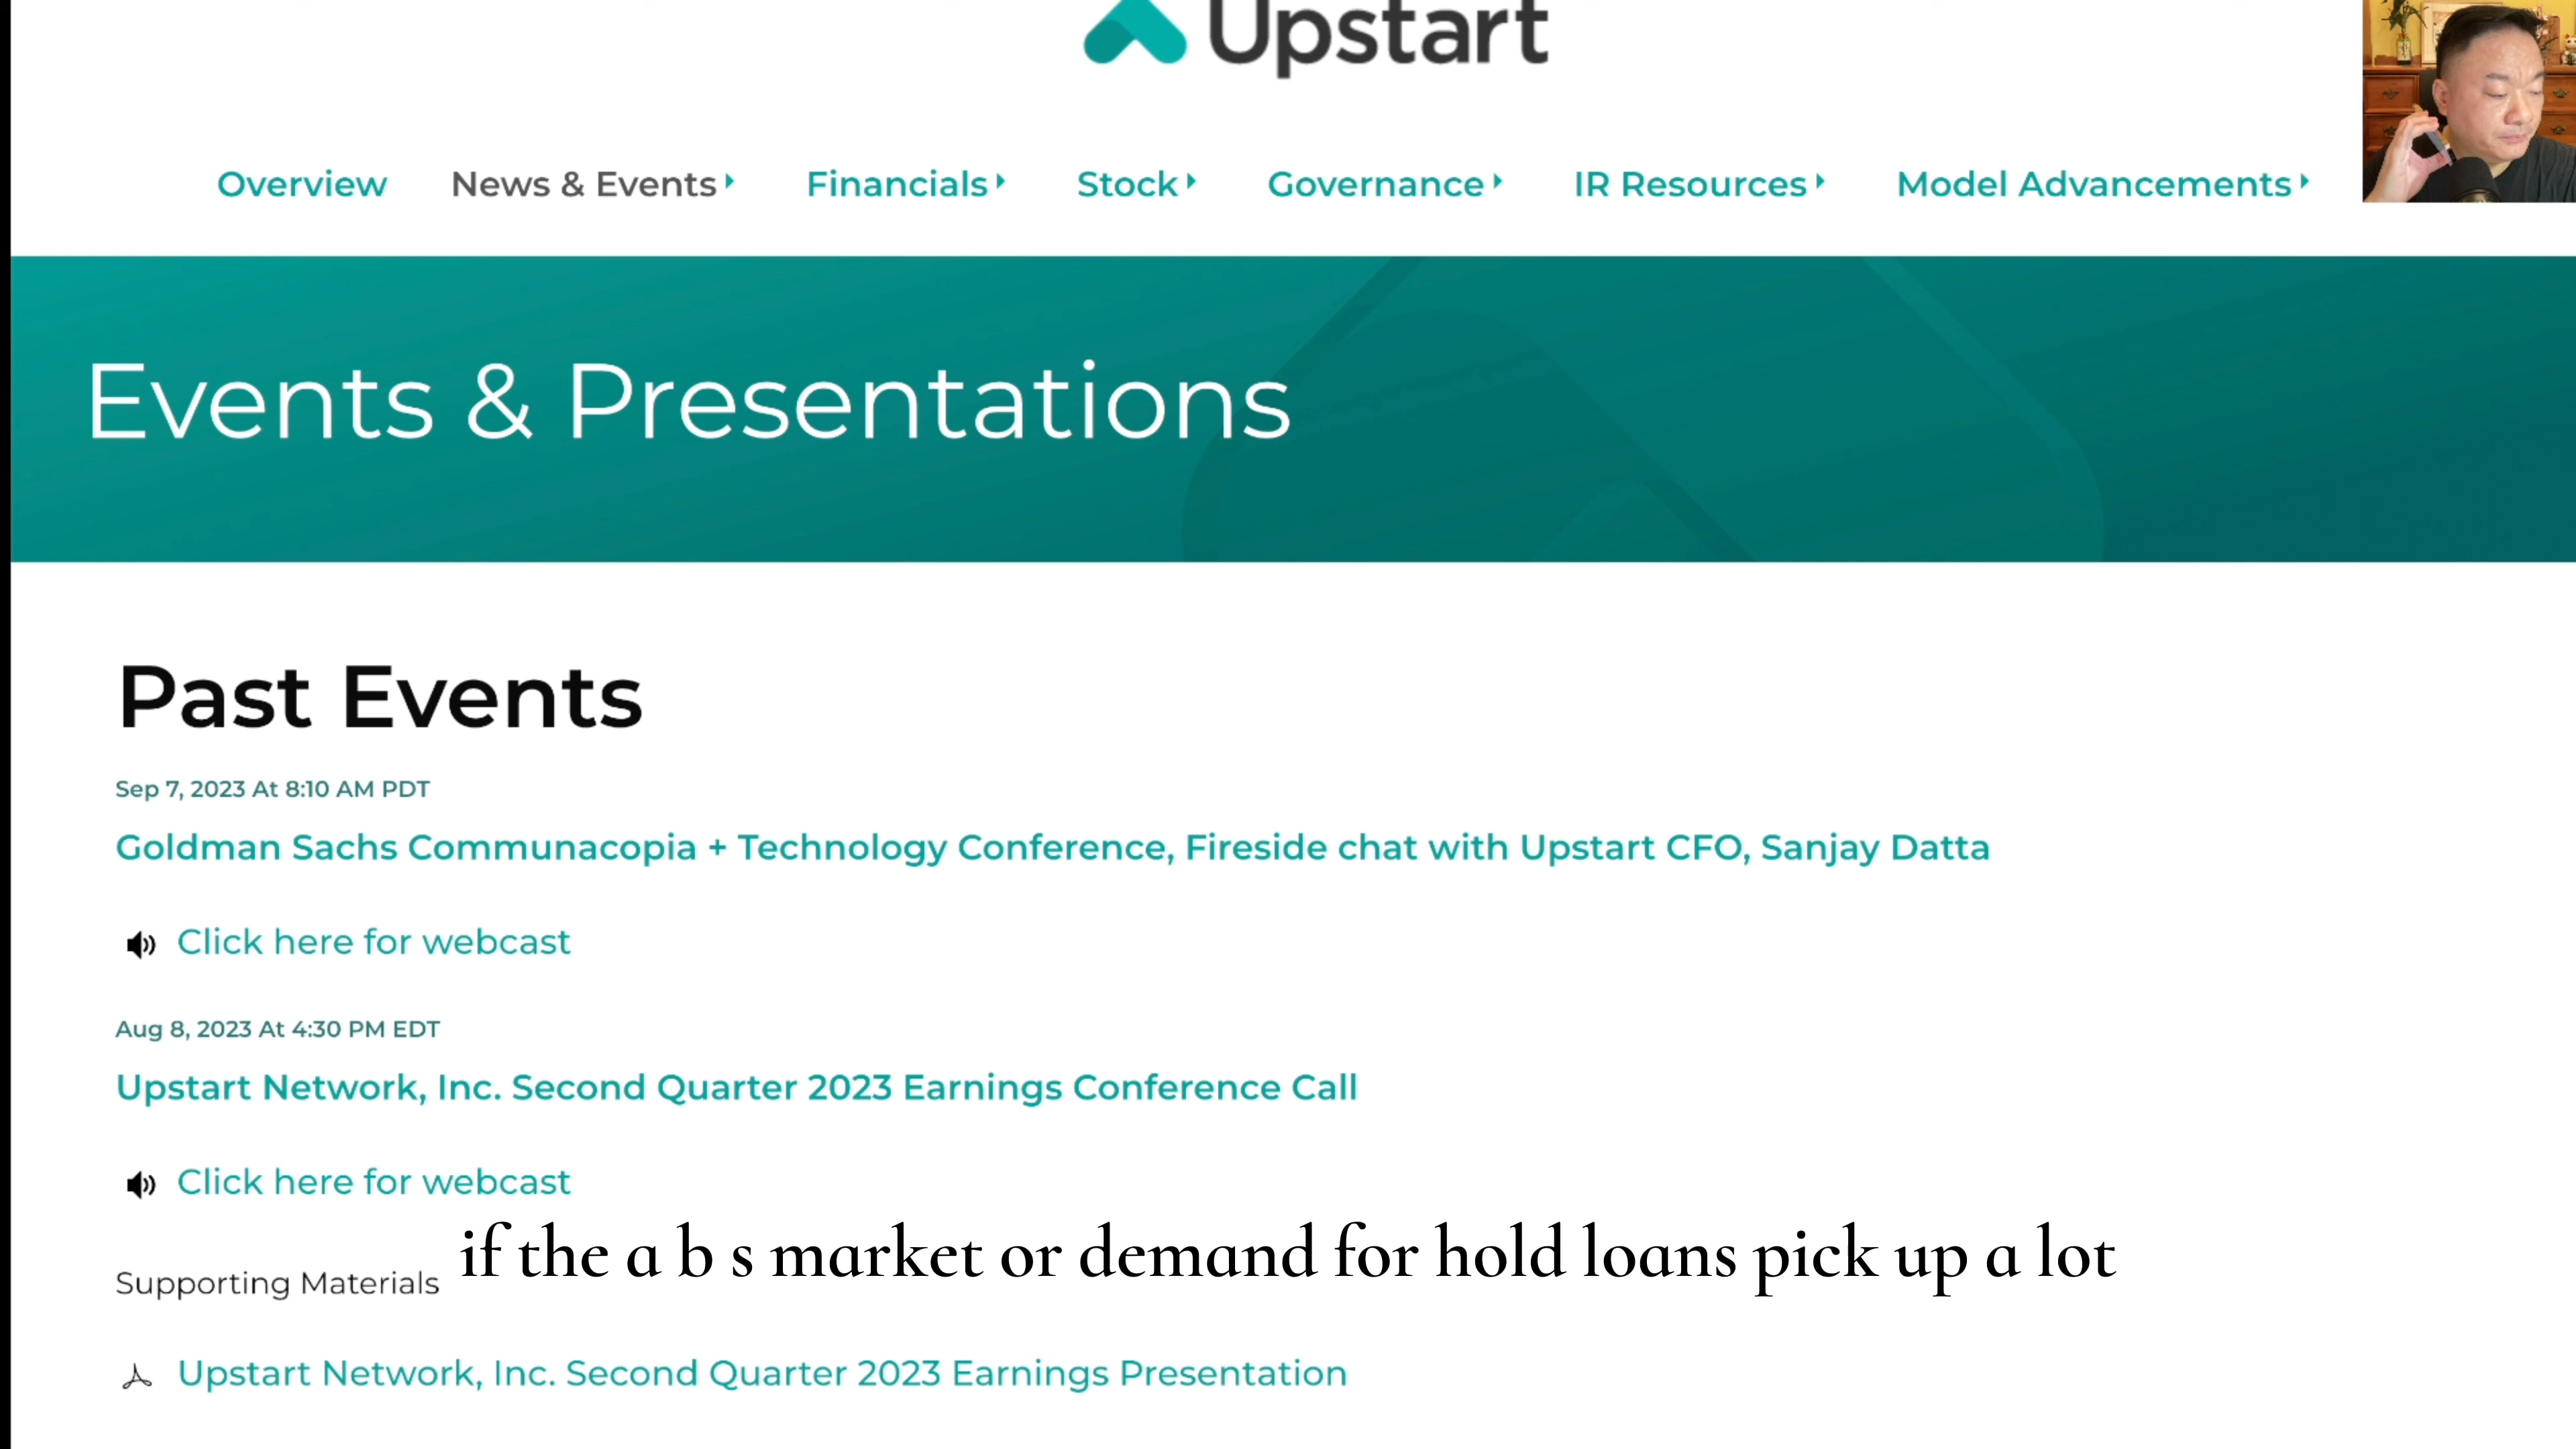 Upstart
Overview
News & Events
Financials
Stock
Governance
IR Resources
Model Advancements
Events & Presentations
Past Events
Sep 7, 2023 At 8:10 AM PDT
Goldman Sachs Communacopia + Technology Conference, Fireside chat with Upstart CFO, Sanjay Datta
Click here for webcast
Aug 8, 2023 At 4:30 PM EDT
Upstart Network, Inc. Second Quarter 2023 Earnings Conference Call
Click here for webcast
if the a b s market or demand for hold loans pick up a lot
Supporting Materials
Upstart Network, Inc. Second Quarter 2023 Earnings Presentation